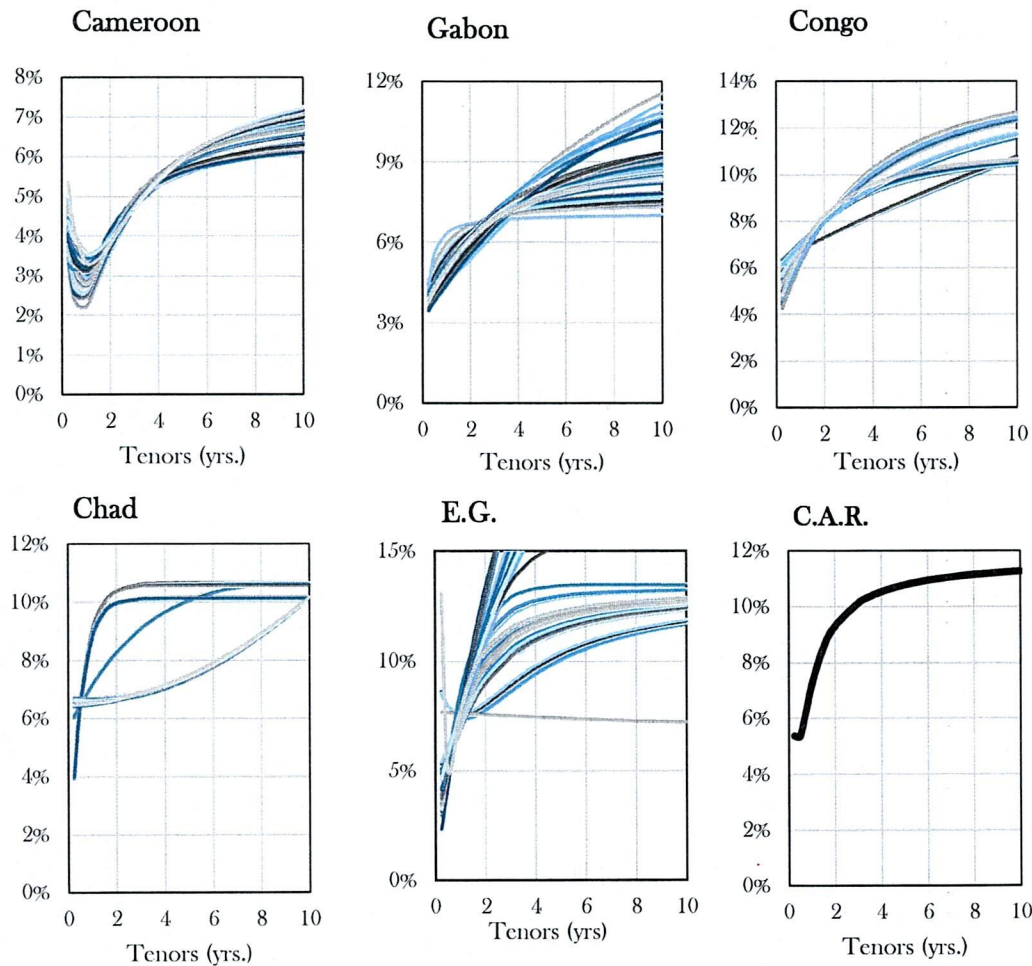 Cameroon
8%
7%
6%
5%
4%
3%
2%
1%
0%
0 2 4 6 8 10
Tenors (yrs.)
Gabon
12%
9%
6%
3%
0%
0 2 4 6 8 10
Tenors (yrs.)
Congo
14%
12%
10%
8%
6%
4%
2%
0%
0 2 4 6 8 10
Tenors (yrs.)
Chad
12%
10%
8%
6%
4%
2%
0%
0 2 4 6 8 10
Tenors (yrs.)
E.G.
15%
10%
5%
0%
0 2 4 6 8 10
Tenors (yrs)
C.A.R.
12%
10%
8%
6%
4%
2%
0%
0 2 4 6 8 10
Tenors (yrs.)